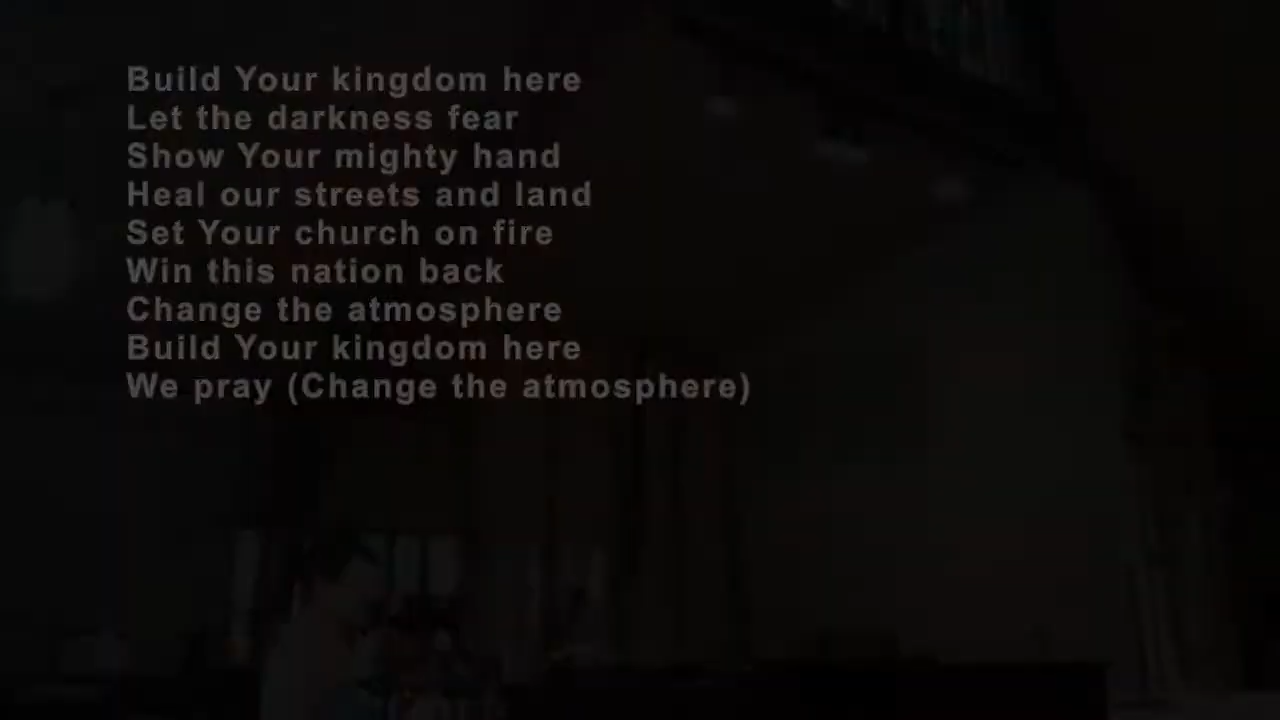 Build Your kingdom here
Let the darkness fear
Show Your mighty hand
Heal our streets and land
Set Your church on fire
Win this nation back
Change the atmosphere
Build Your kingdom here
We pray (Change the atmosphere)